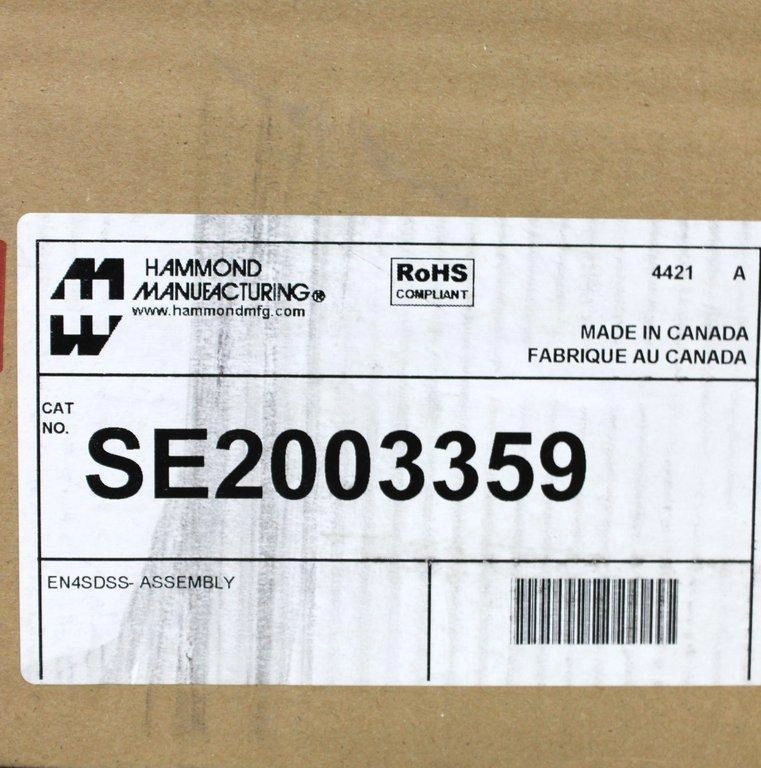 HAMMOND
MANUFACTURING®
www.hammondmfg.com
RoHS
COMPLIANT
4421 A
MADE IN CANADA
FABRIQUE AU CANADA
CAT
NO.
SE2003359
EN4SDSS- ASSEMBLY